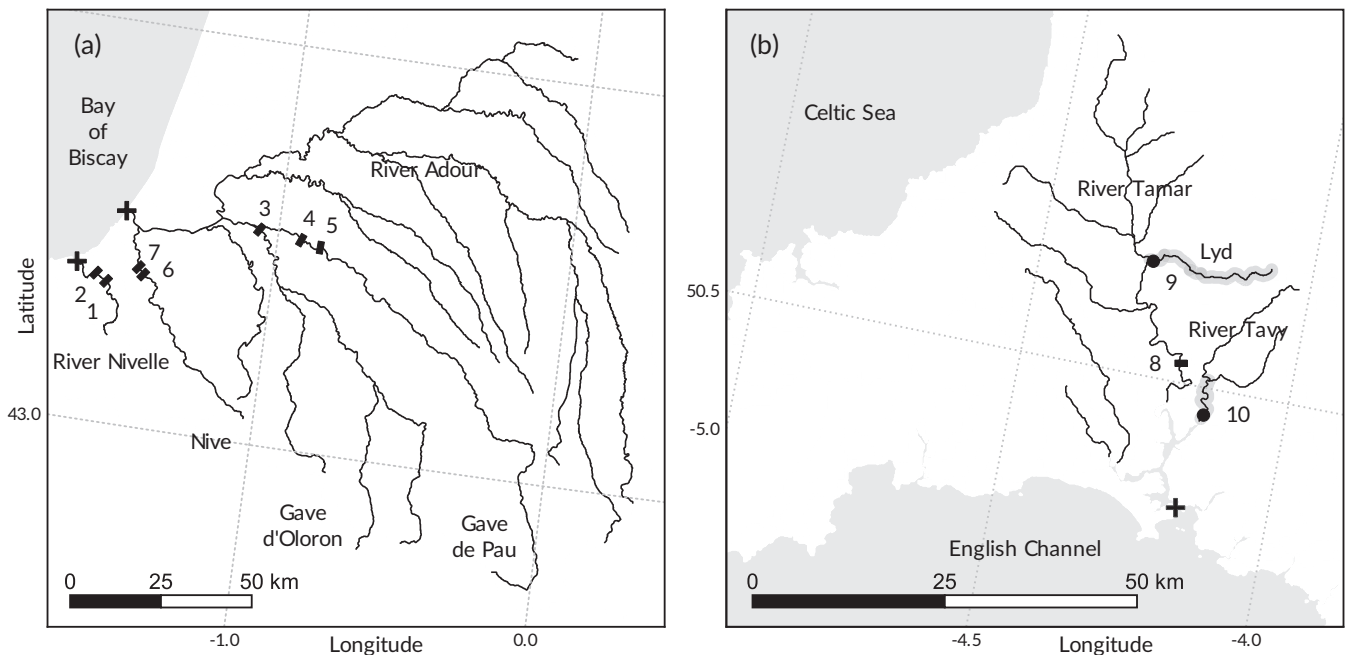 (a)
Bay
of
Biscay
River Adour
3
4
5
7
6
2
1
River Nivelle
Nive
Gave
d'Oloron
Gave
de Pau
0 25 50 km
Latitude
43.0
-1.0
0.0
Longitude
(b)
Celtic Sea
River Tamar
Lyd
9
River Tavy
8
10
English Channel
0 25 50 km
50.5
-5.0
-4.5
-4.0
Longitude